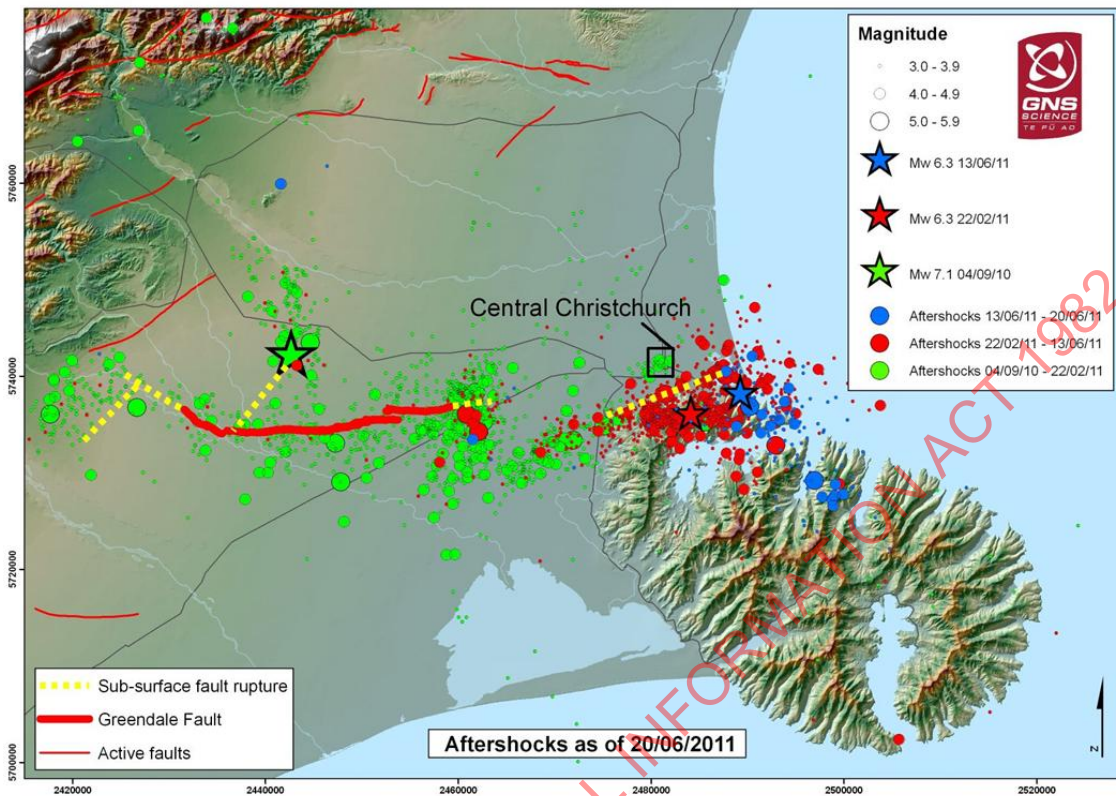 Magnitude
3.0 - 3.9
4.0 - 4.9
5.0 - 5.9
GNS
SCIENCE
TE PŪ AO
Mw 6.3 13/06/11
Mw 6.3 22/02/11
Mw 7.1 04/09/10
Aftershocks 13/06/11 - 20/06/11
Aftershocks 22/02/11 - 13/06/11
Aftershocks 04/09/10 - 22/02/11
Central Christchurch
5760000
5740000
5720000
5700000
Sub-surface fault rupture
Greendale Fault
Active faults
Aftershocks as of 20/06/2011
L INFORMATION ACT 1982
N
2420000
2440000
2460000
2480000
2500000
2520000